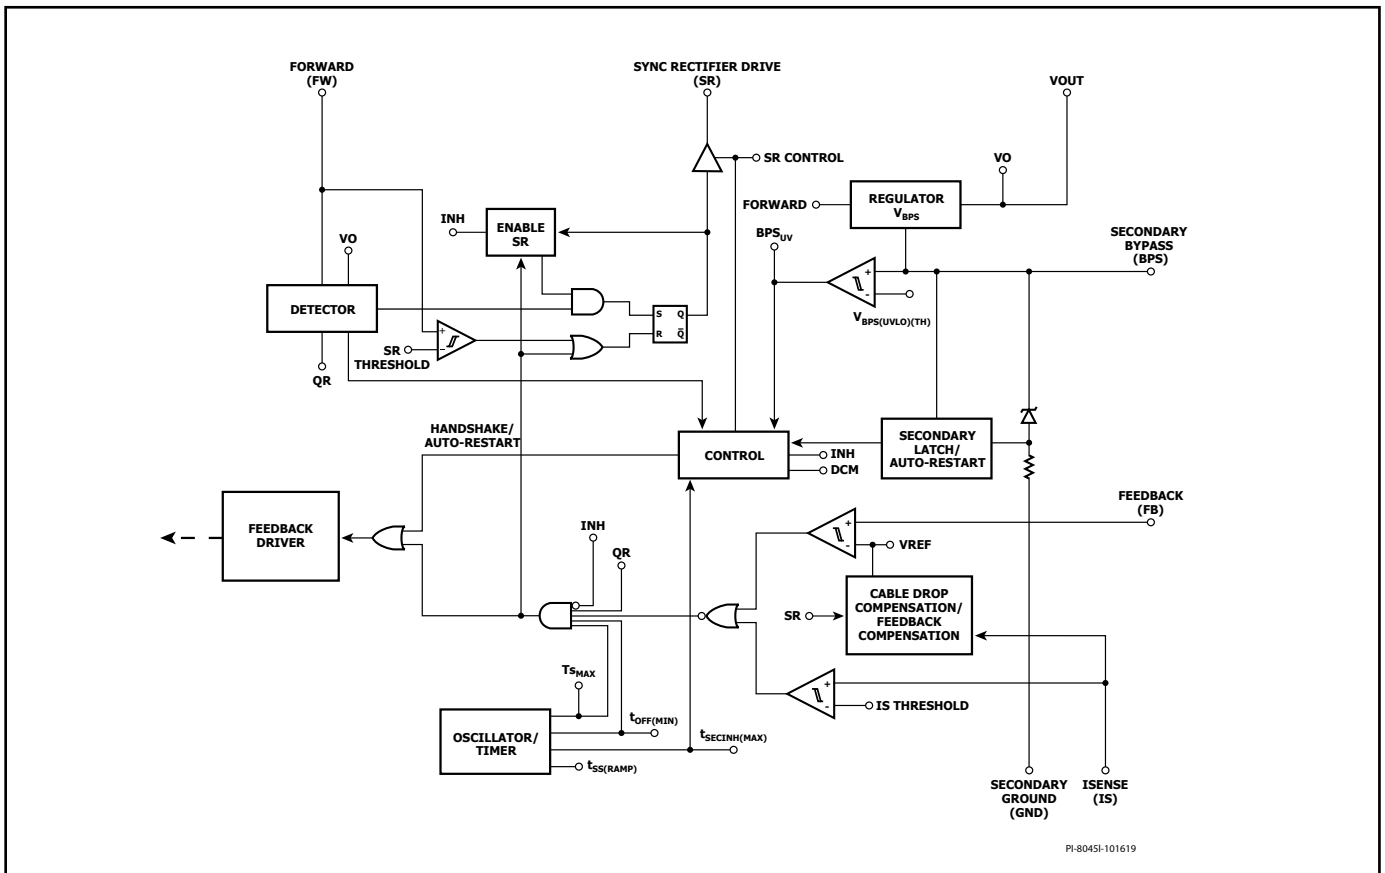 FORWARD
(FW)
SYNC RECTIFIER DRIVE
(SR)
VOUT
SR CONTROL
VO
REGULATOR
VBPS
FORWARD
INH
ENABLE
SR
BPSUV
SECONDARY
BYPASS
(BPS)
VO
DETECTOR
+
-
VBPS(UVLO)(TH)
S Q
R Q̅
+
−
SR
THRESHOLD
QR
HANDSHAKE/
AUTO-RESTART
CONTROL
INH
DCM
SECONDARY
LATCH/
AUTO-RESTART
FEEDBACK
DRIVER
INH
QR
FEEDBACK
(FB)
+
-
VREF
CABLE DROP
COMPENSATION/
FEEDBACK
COMPENSATION
SR
TsMAX
OSCILLATOR/
TIMER
tOFF(MIN)
tSECINH(MAX)
tSS(RAMP)
+
-
IS THRESHOLD
SECONDARY
GROUND
(GND)
ISENSE
(IS)
PI-8045l-101619